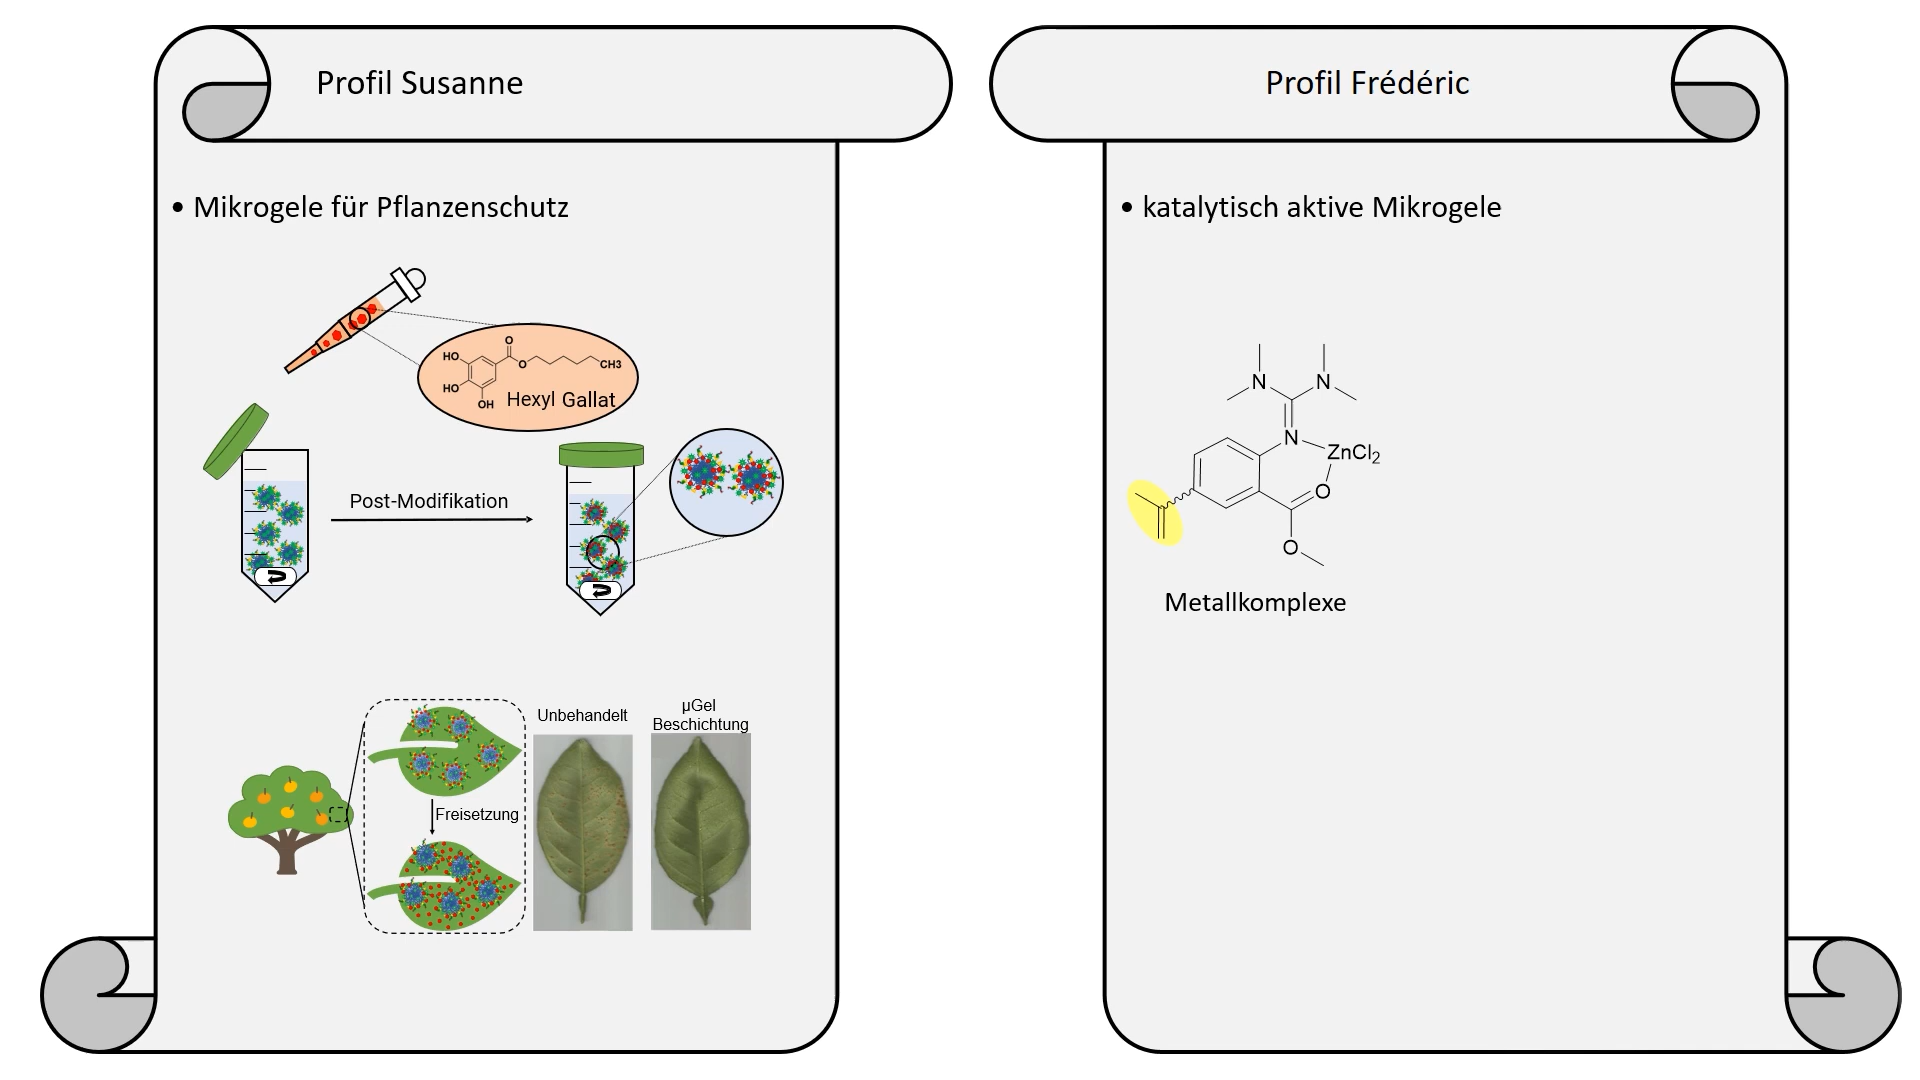 Profil Susanne
• Mikrogele für Pflanzenschutz
O
HO
O
CH3
HO
OH
Hexyl Gallat
Post-Modifikation
Unbehandelt
µGel
Beschichtung
Freisetzung
Profil Frédéric
• katalytisch aktive Mikrogele
N
N
N
ZnCl₂
O
O
Metallkomplexe